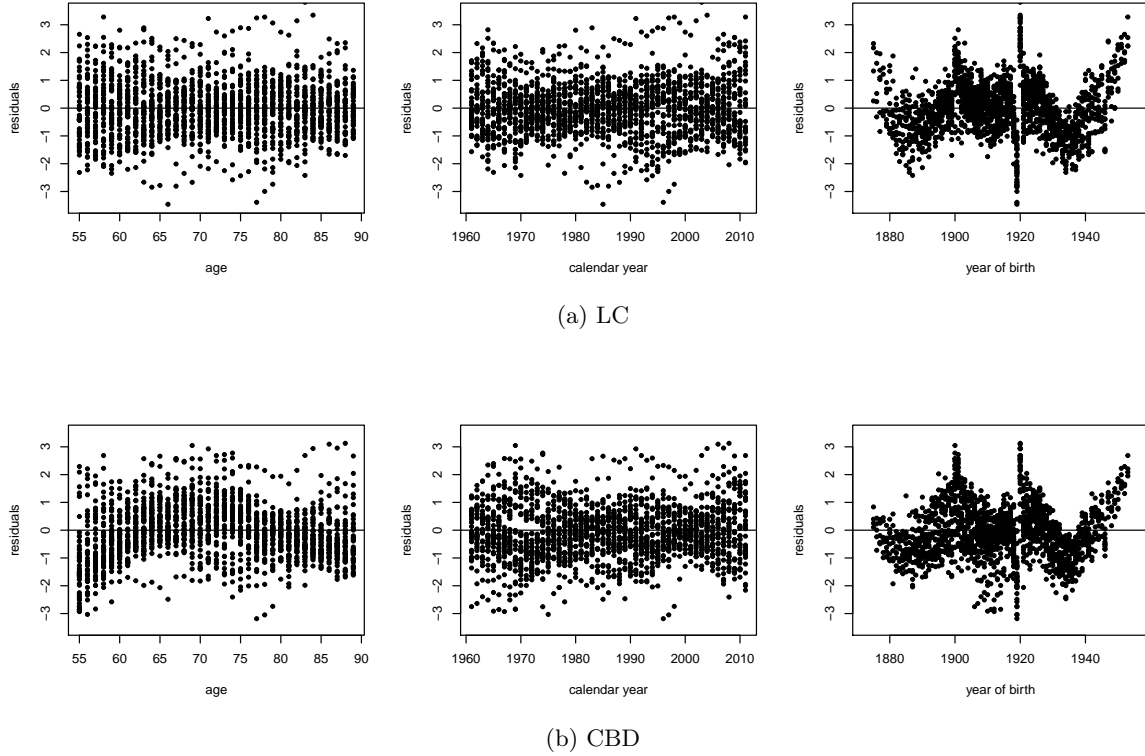 −3 −2 −1 0 1 2 3
residuals
55 60 65 70 75 80 85 90
age
−3 −2 −1 0 1 2 3
residuals
1960 1970 1980 1990 2000 2010
calendar year
−3 −2 −1 0 1 2 3
residuals
1880 1900 1920 1940
year of birth
(a) LC
−3 −2 −1 0 1 2 3
residuals
55 60 65 70 75 80 85 90
age
−3 −2 −1 0 1 2 3
residuals
1960 1970 1980 1990 2000 2010
calendar year
−3 −2 −1 0 1 2 3
residuals
1880 1900 1920 1940
year of birth
(b) CBD